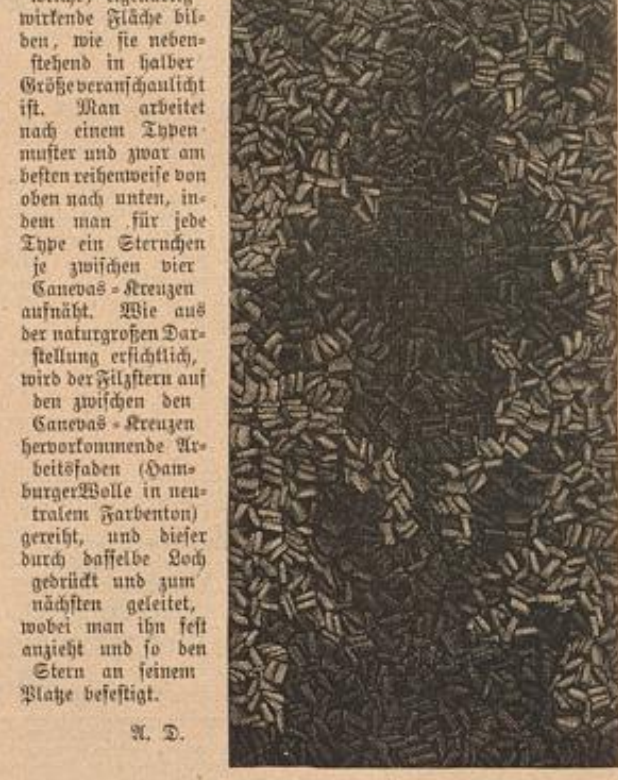 wirkende Fläche bil-
den, wie sie neben-
stehend in halber
Größe veranschaulicht
ist. Man arbeitet
nach einem Typen-
muster und zwar am
besten reihenweise von
oben nach unten, in-
dem man für jede
Type ein Sternchen
je zwischen vier
Canevas-Kreuzen
aufnäht. Wie aus
der naturgroßen Dar-
stellung ersichtlich,
wird der Filzstern auf
den zwischen den
Canevas-Kreuzen
hervorkommende Ar-
beitsfaden (Ham-
burger Wolle in neu-
tralem Farbenton)
gereiht, und dieser
durch dasselbe Loch
gedrückt und zum
nächsten geleitet,
wobei man ihn fest
anzieht und so den
Stern an seinem
Platze befestigt.
A. D.